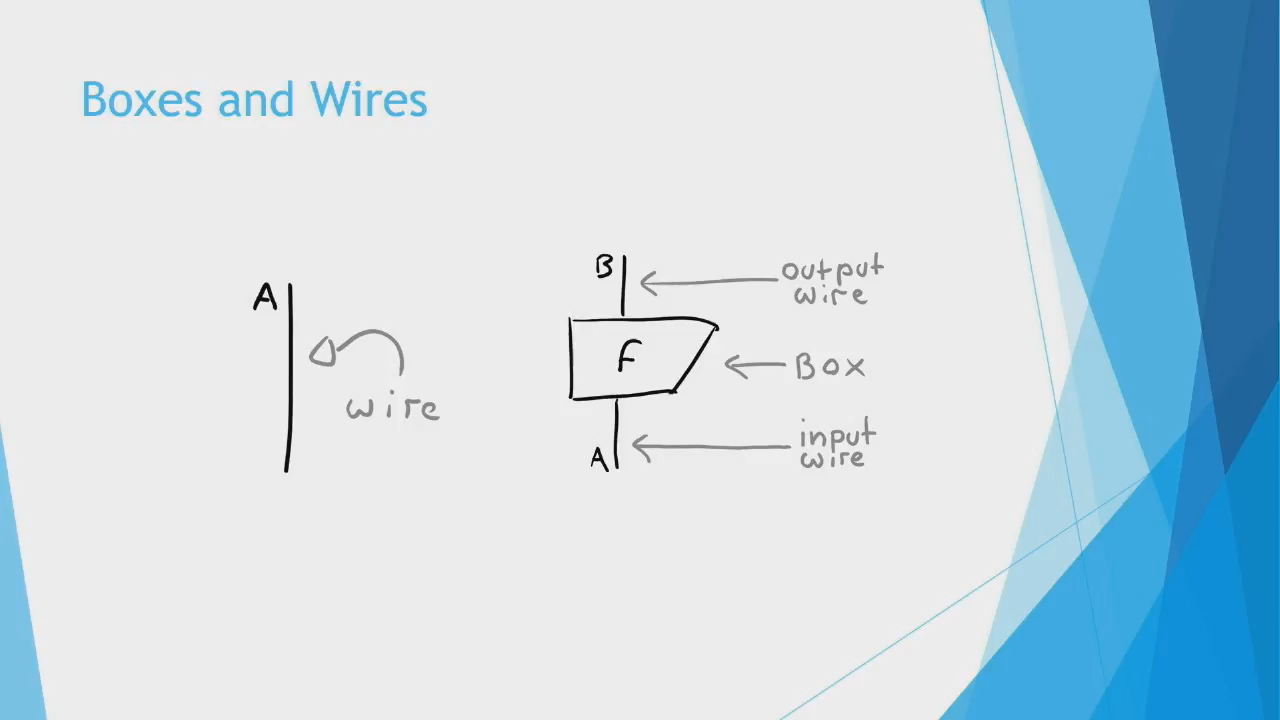 Boxes and Wires
A
wire
B
output
wire
F
Box
A
input
wire